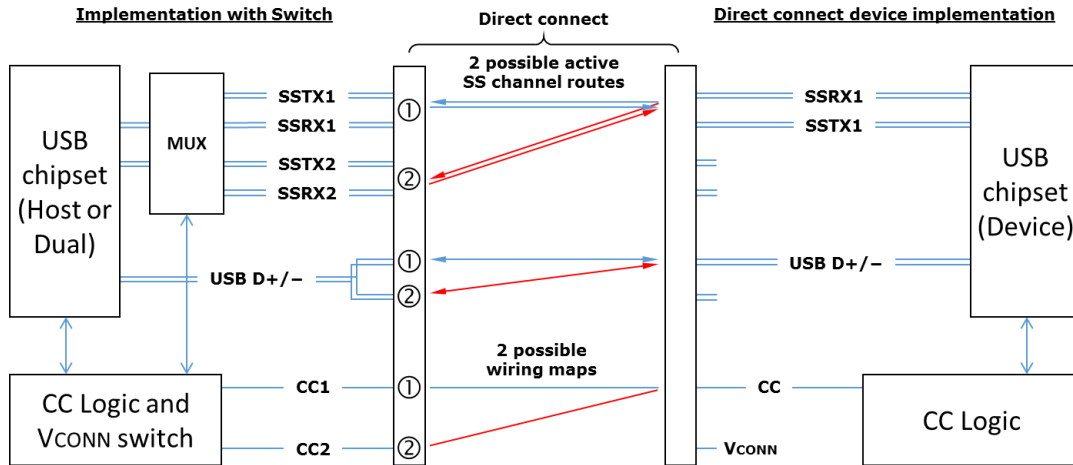 Implementation with Switch
Direct connect
Direct connect device implementation
2 possible active
SS channel routes
USB
chipset
(Host or
Dual)
MUX
SSTX1
SSRX1
SSTX2
SSRX2
①
②
SSRX1
SSTX1
USB
chipset
(Device)
USB D+/−
①
②
USB D+/−
2 possible
wiring maps
CC Logic and
VCONN switch
CC1
①
CC
CC Logic
CC2
②
VCONN